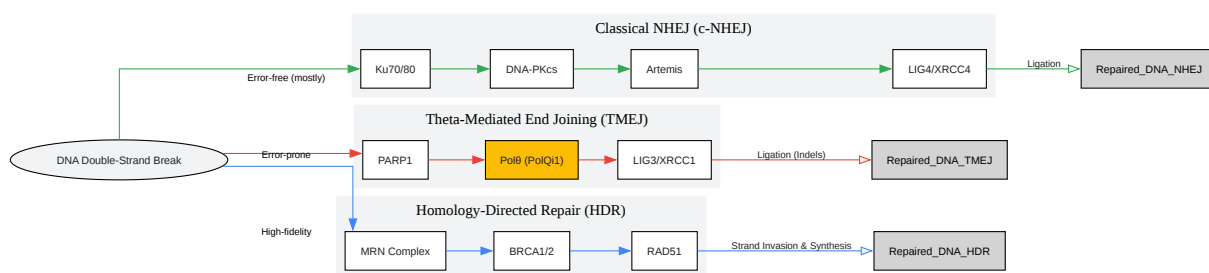 Classical NHEJ (c-NHEJ)
Error-free (mostly)
Ku70/80
DNA-PKcs
Artemis
LIG4/XRCC4
Ligation
Repaired_DNA_NHEJ
Theta-Mediated End Joining (TMEJ)
DNA Double-Strand Break
Error-prone
PARP1
Polθ (PolQi1)
LIG3/XRCC1
Ligation (Indels)
Repaired_DNA_TMEJ
Homology-Directed Repair (HDR)
High-fidelity
MRN Complex
BRCA1/2
RAD51
Strand Invasion & Synthesis
Repaired_DNA_HDR